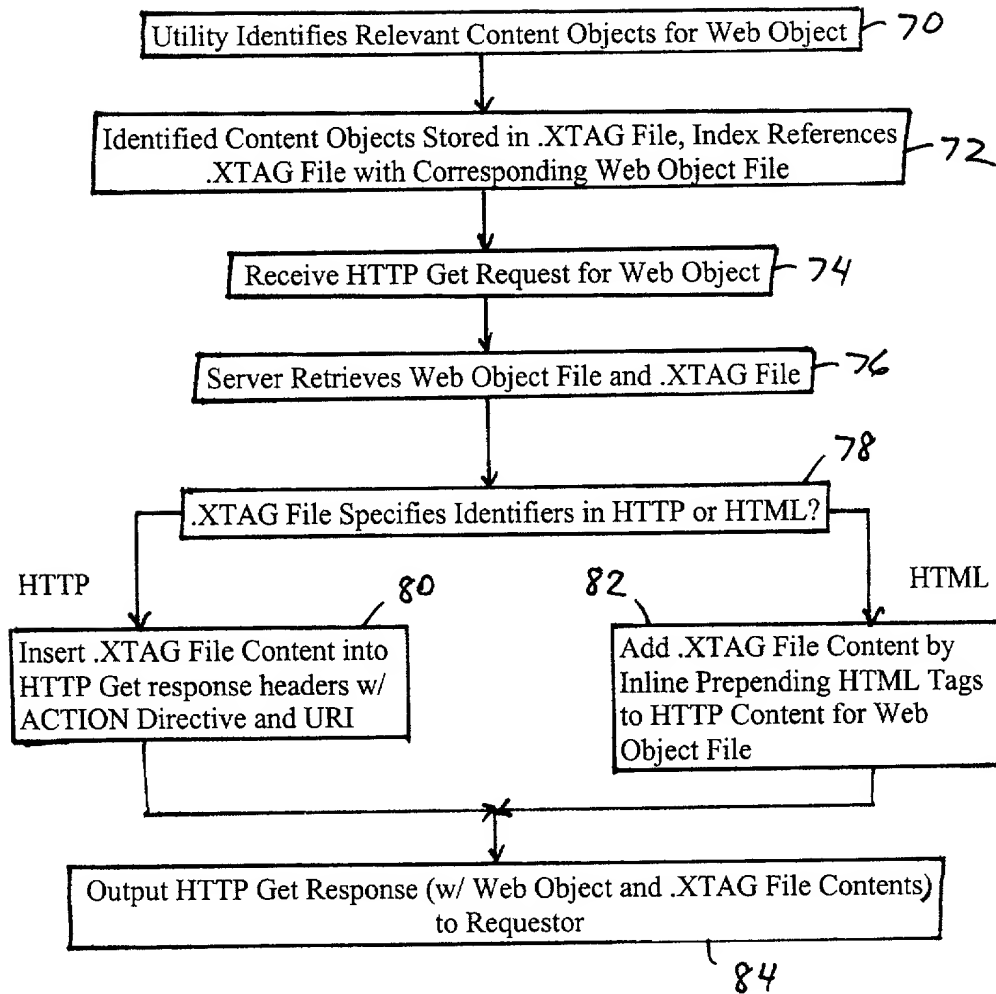 Utility Identifies Relevant Content Objects for Web Object
70
Identified Content Objects Stored in .XTAG File, Index References
.XTAG File with Corresponding Web Object File
72
Receive HTTP Get Request for Web Object
74
Server Retrieves Web Object File and .XTAG File
76
78
.XTAG File Specifies Identifiers in HTTP or HTML?
HTTP
HTML
80
82
Insert .XTAG File Content into
HTTP Get response headers w/
ACTION Directive and URI
Add .XTAG File Content by
Inline Prepending HTML Tags
to HTTP Content for Web
Object File
Output HTTP Get Response (w/ Web Object and .XTAG File Contents)
to Requestor
84